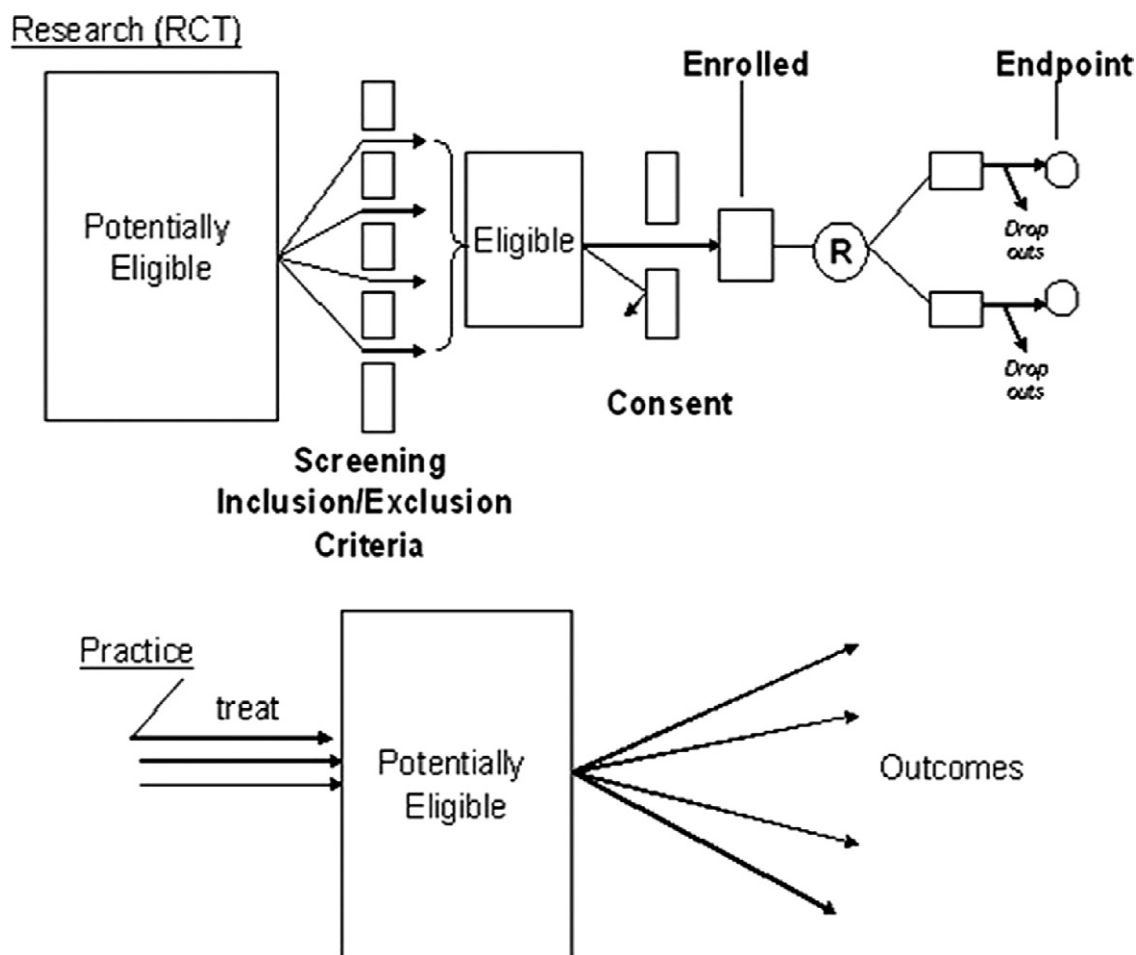 Research (RCT)
Enrolled
Endpoint
Potentially
Eligible
Eligible
R
Drop
outs
Drop
outs
Consent
Screening
Inclusion/Exclusion
Criteria
Practice
treat
Potentially
Eligible
Outcomes